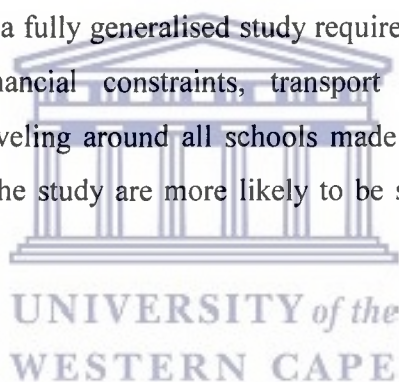 a fully generalised study require
nancial constraints, transport
veling around all schools made
he study are more likely to be s
UNIVERSITY of the
WESTERN CAPE